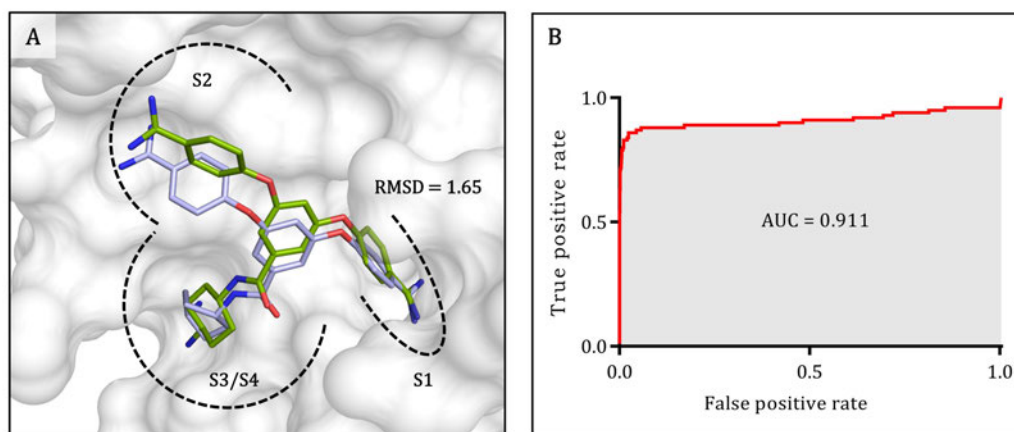 A
S2
RMSD = 1.65
S3/S4
S1
B
1.0
True positive rate
0.5
AUC = 0.911
0.0
0.0
0.5
1.0
False positive rate